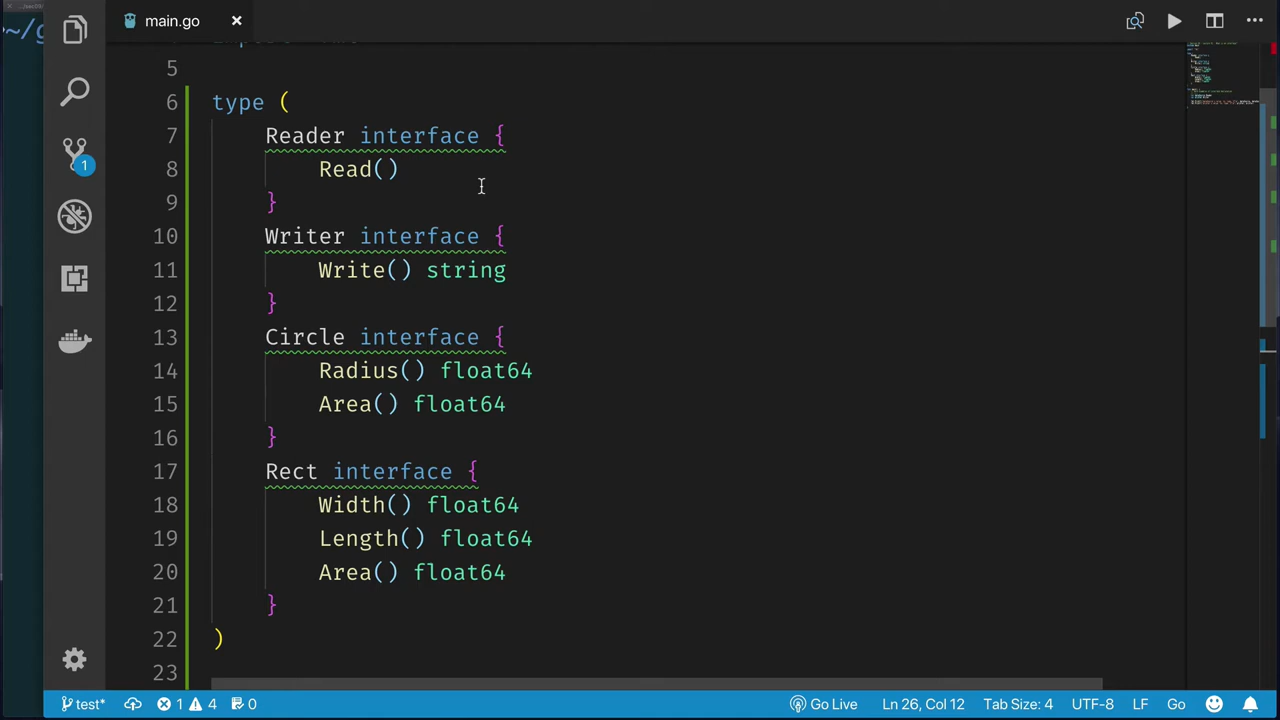 main.go
5
6 type (
7 Reader interface {
8 Read()
9 }
10 Writer interface {
11 Write() string
12 }
13 Circle interface {
14 Radius() float64
15 Area() float64
16 }
17 Rect interface {
18 Width() float64
19 Length() float64
20 Area() float64
21 }
22 )
23
1
test* 1 4 0 Go Live Ln 26, Col 12 Tab Size: 4 UTF-8 LF Go